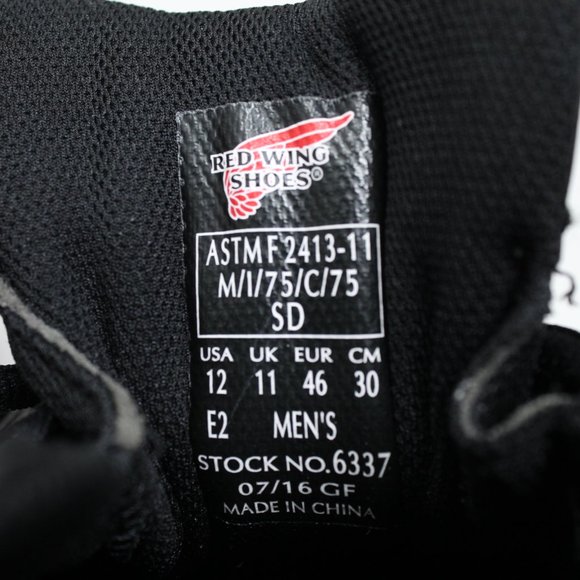 RED WING
SHOES®
ASTM F 2413-11
M/I/75/C/75
SD
USA UK EUR CM
12 11 46 30
E2 MEN'S
STOCK NO.6337
07/16 GF
MADE IN CHINA